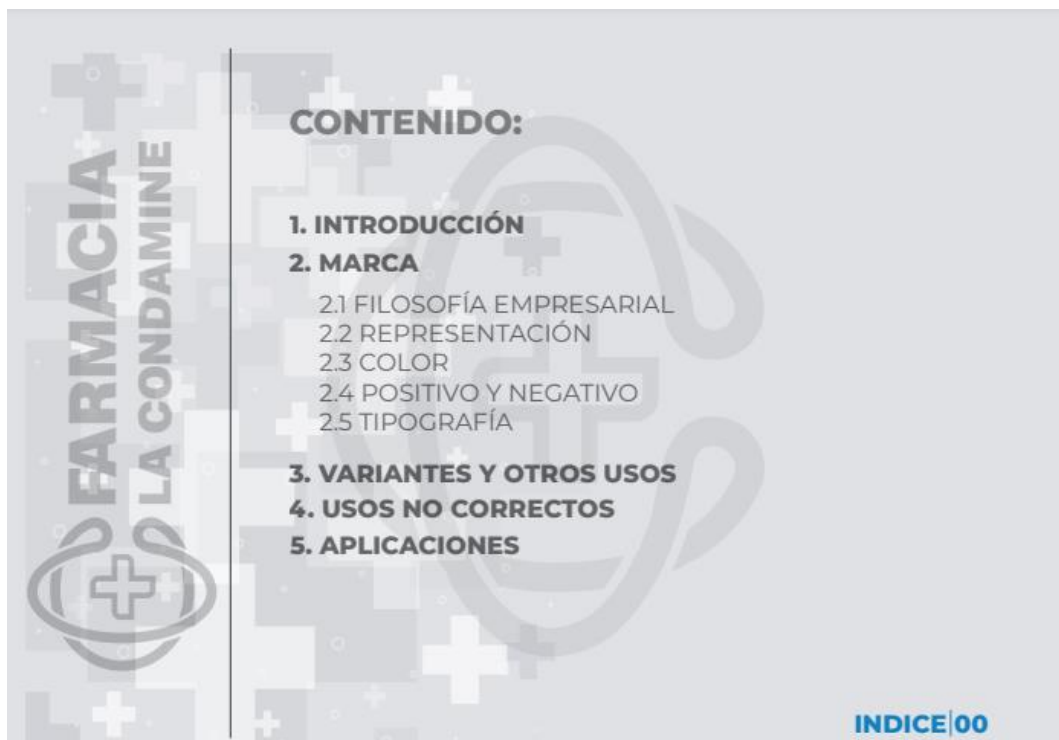 FARMACIA
LA CONDAMINE
CONTENIDO:
1. INTRODUCCIÓN
2. MARCA
2.1 FILOSOFÍA EMPRESARIAL
2.2 REPRESENTACIÓN
2.3 COLOR
2.4 POSITIVO Y NEGATIVO
2.5 TIPOGRAFÍA
3. VARIANTES Y OTROS USOS
4. USOS NO CORRECTOS
5. APLICACIONES
INDICE|00